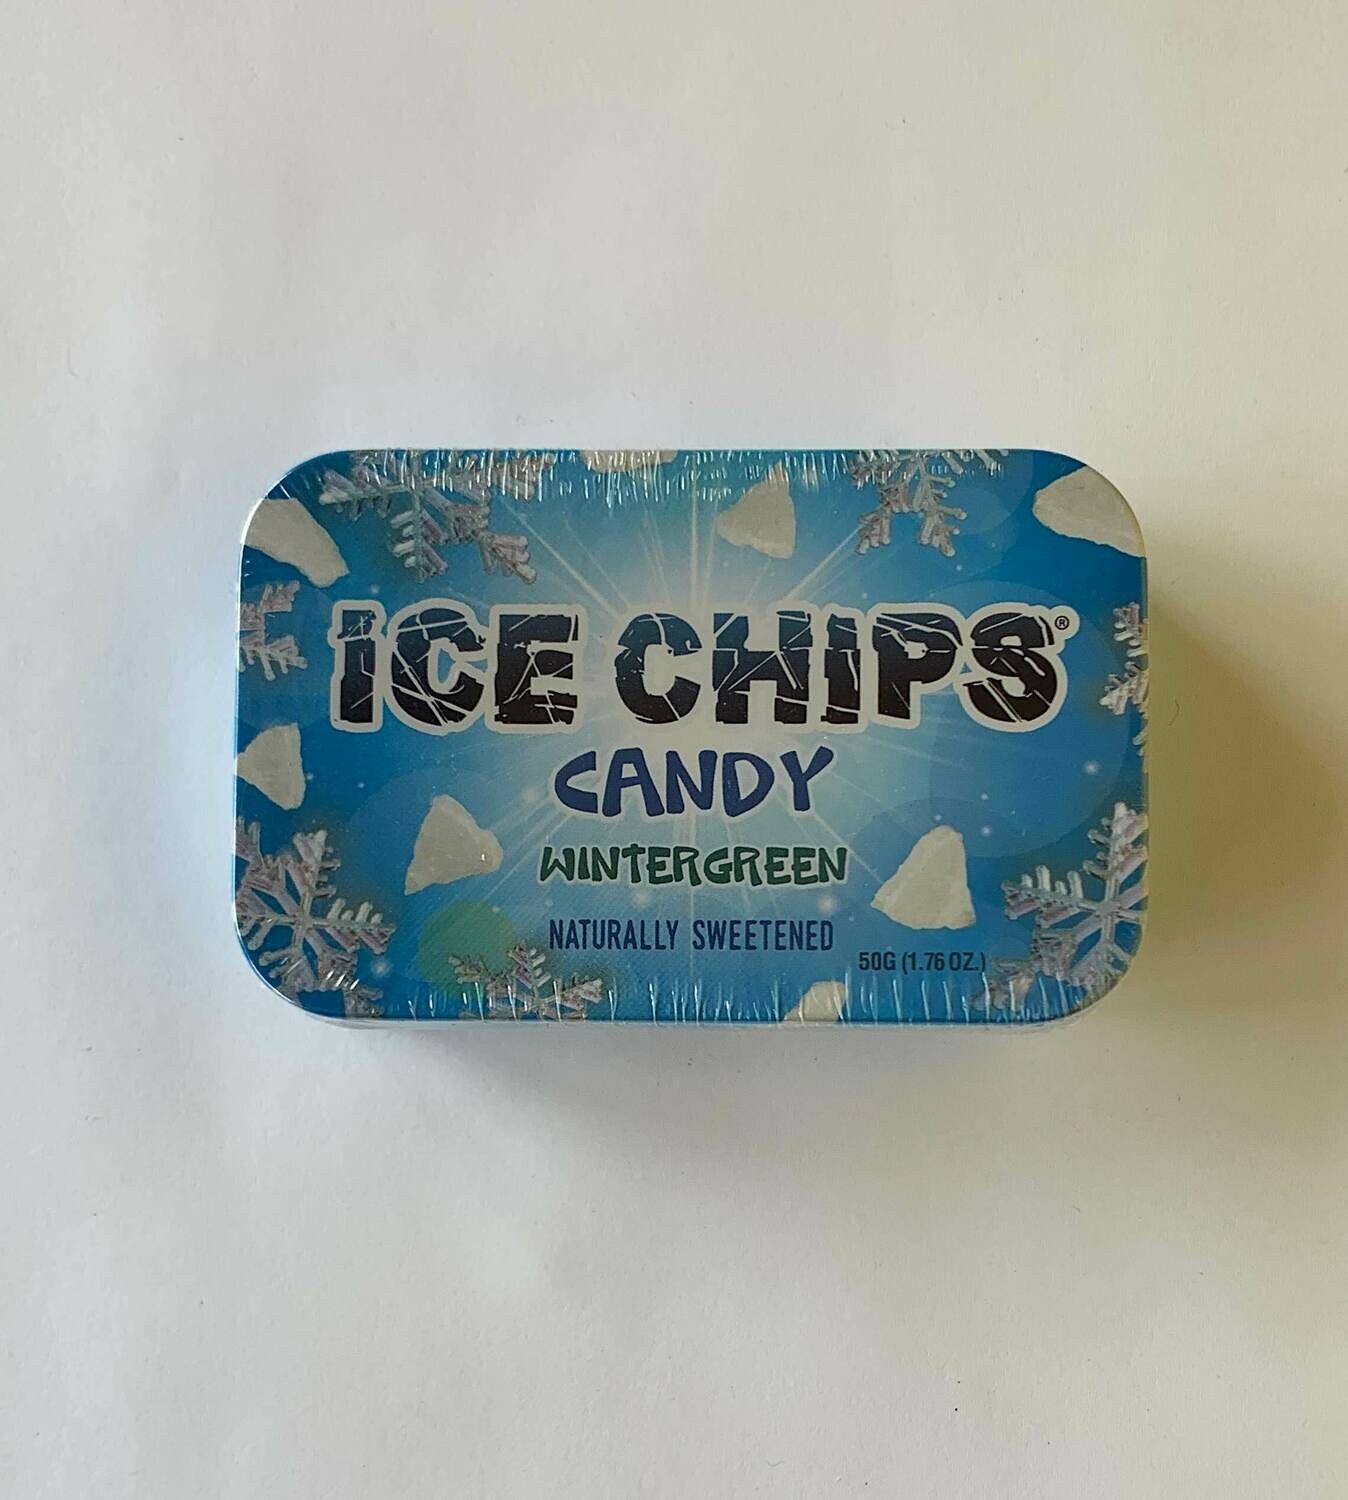 ICE CHIPS®
CANDY
WINTERGREEN
NATURALLY SWEETENED
50G (1.76 OZ.)